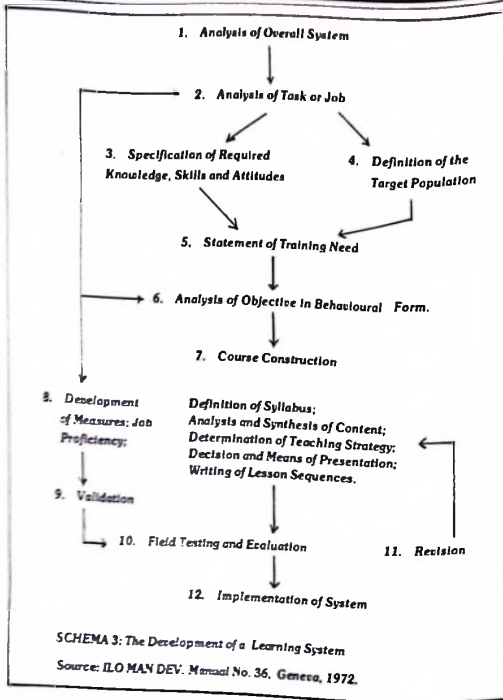 1. Analysis of Overall System
2. Analysis of Task or Job
3. Specification of Required
Knowledge, Skills and Attitudes
4. Definition of the
Target Population
5. Statement of Training Need
6. Analysis of Objective in Behavioural Form.
7. Course Construction
8. Development
of Measures: Job
Proficiency;
Definition of Syllabus;
Analysis and Synthesis of Content;
Determination of Teaching Strategy;
Decision and Means of Presentation;
Writing of Lesson Sequences.
9. Validation
10. Field Testing and Evaluation
11. Revision
12. Implementation of System
SCHEMA 3: The Development of a Learning System
Source: ILO MAN DEV. Manual No. 36, Geneva, 1972.